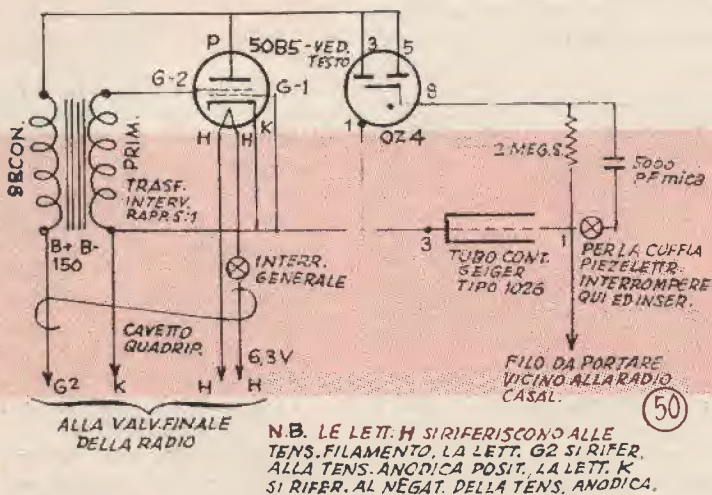 P
50B5-VED.
TESTO
3
5
G-2
G-1
8
H
H
K
1
OZ4
SECON.
PRIM.
TRASF.
INTERV.
RAPP.5:1
2 MEG.S.
5000
PF mica
B+ B-
150
3
1
TUBO CONT.
GEIGER
TIPO 1026
PER LA CUFFIA
PIEZELETTR.
INTERROMPERE
QUI ED INSER.
INTERR.
GENERALE
CAVETTO
QUADRIP.
6,3V
G2
K
H
H
FILO DA PORTARE
VICINO ALLA RADIO
CASAL.
50
ALLA VALV. FINALE
DELLA RADIO
N.B. LE LETT. H SI RIFERISCONO ALLE
TENS. FILAMENTO, LA LETT. G2 SI RIFER.
ALLA TENS. ANODICA POSIT., LA LETT. K
SI RIFER. AL NEGAT. DELLA TENS. ANODICA.